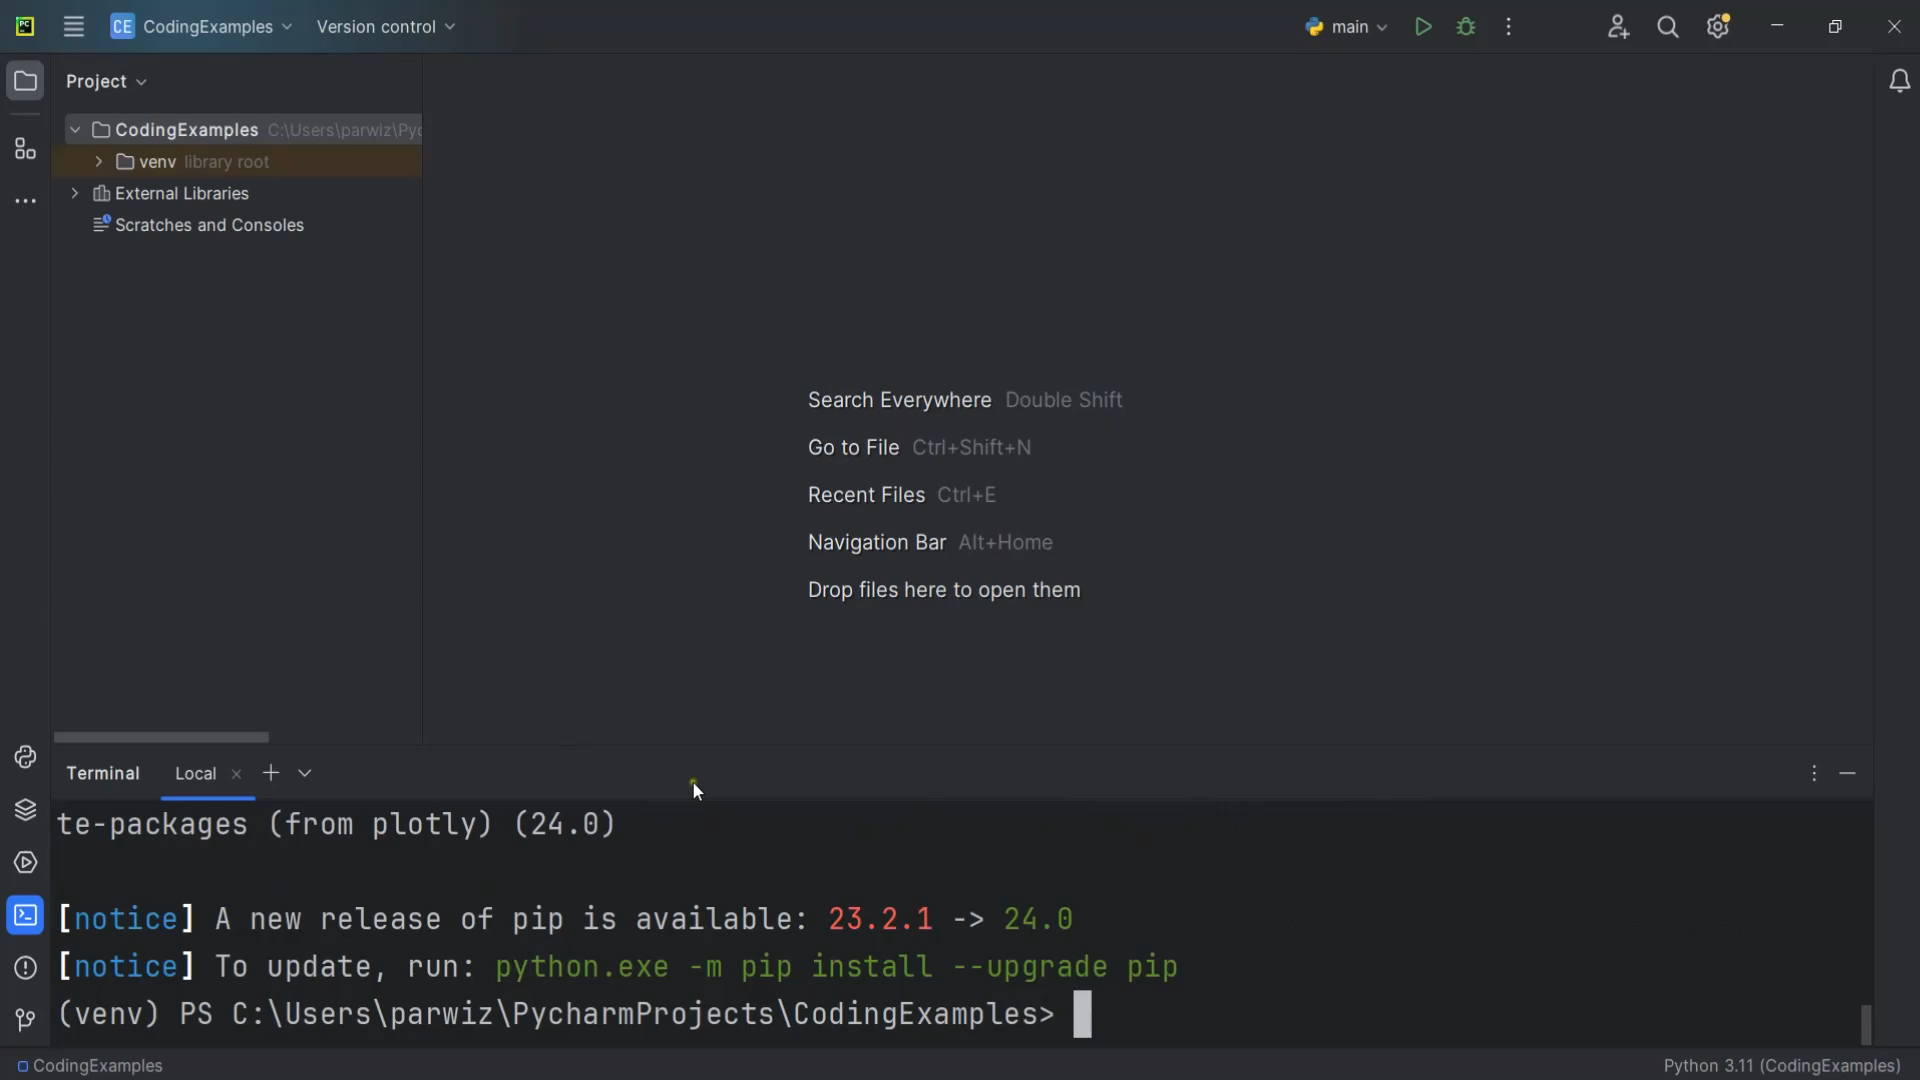 PC CE CodingExamples Version control main
Project
CodingExamples C:\Users\parwiz\Pyc
venv library root
External Libraries
Scratches and Consoles
Search Everywhere Double Shift
Go to File Ctrl+Shift+N
Recent Files Ctrl+E
Navigation Bar Alt+Home
Drop files here to open them
Terminal Local
te-packages (from plotly) (24.0)
[notice] A new release of pip is available: 23.2.1 -> 24.0
[notice] To update, run: python.exe -m pip install --upgrade pip
(venv) PS C:\Users\parwiz\PycharmProjects\CodingExamples>
CodingExamples Python 3.11 (CodingExamples)